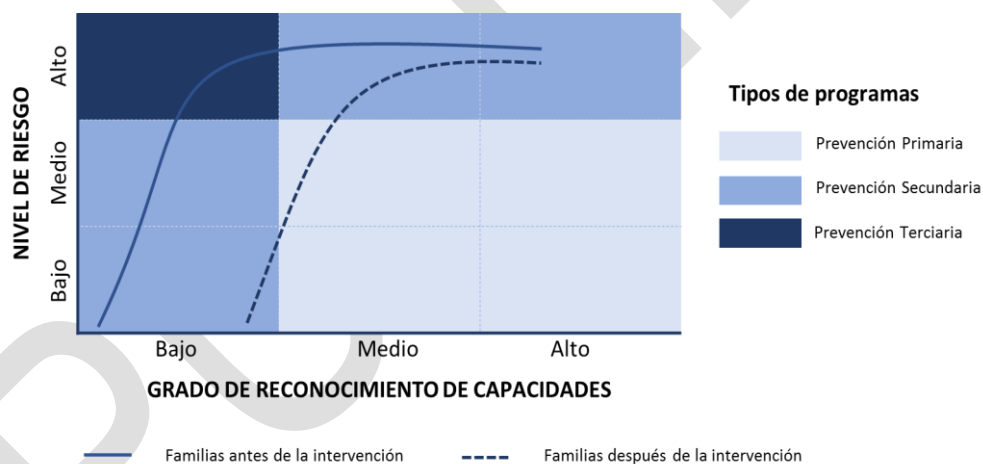 NIVEL DE RIESGO
Alto
Medio
Bajo
Bajo Medio Alto
GRADO DE RECONOCIMIENTO DE CAPACIDADES
Tipos de programas
Prevención Primaria
Prevención Secundaria
Prevención Terciaria
Familias antes de la intervención Familias después de la intervención